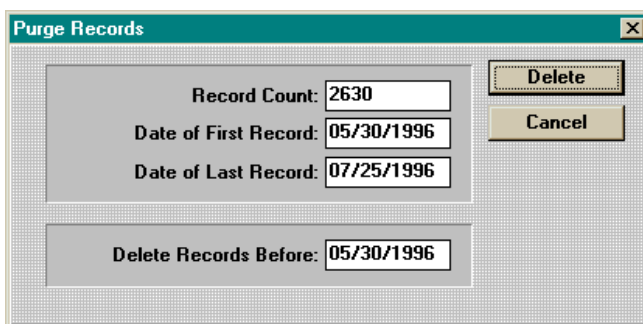 Purge Records
Record Count: 2630
Date of First Record: 05/30/1996
Date of Last Record: 07/25/1996
Delete Records Before: 05/30/1996
Delete
Cancel